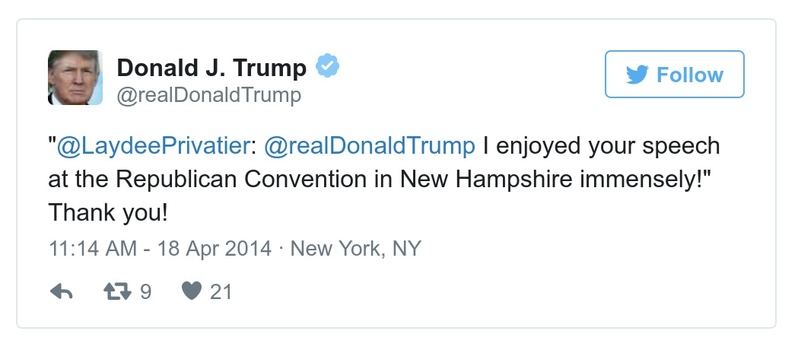 Donald J. Trump
@realDonaldTrump
Follow
"@LaydeePrivatier: @realDonaldTrump I enjoyed your speech
at the Republican Convention in New Hampshire immensely!"
Thank you!
11:14 AM - 18 Apr 2014 · New York, NY
9 21